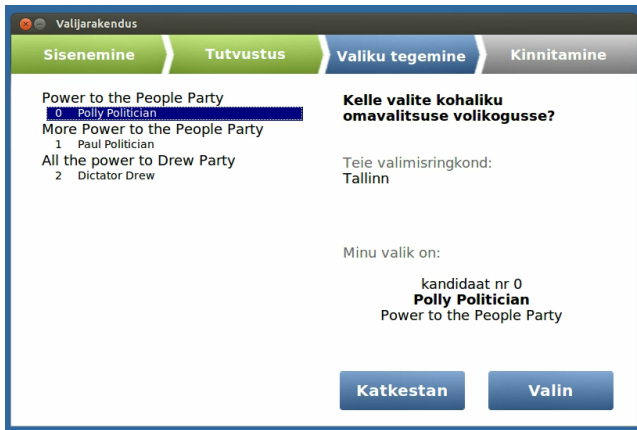 Valijarakendus
Sisenemine
Tutvustus
Valiku tegemine
Kinnitamine
Power to the People Party
0 Polly Politician
More Power to the People Party
1 Paul Politician
All the power to Drew Party
2 Dictator Drew
Kelle valite kohaliku
omavalitsuse volikogusse?
Teie valimisringkond:
Tallinn
Minu valik on:
kandidaat nr 0
Polly Politician
Power to the People Party
Katkestan
Valin